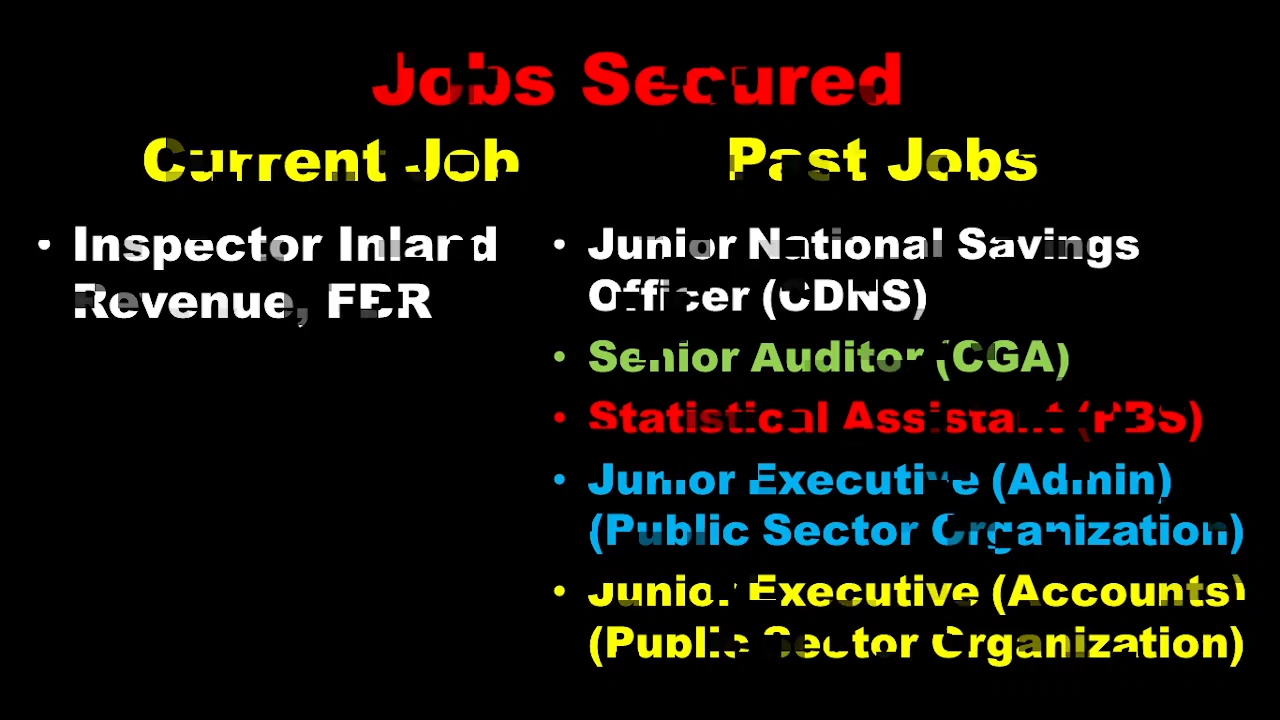 Jobs Secured
Current Job
• Inspector Inland
Revenue, FBR
Past Jobs
• Junior National Savings
Officer (CDNS)
• Senior Auditor (CGA)
• Statistical Assistant (PBS)
• Junior Executive (Admin)
(Public Sector Organization)
• Junior Executive (Accounts)
(Public Sector Organization)